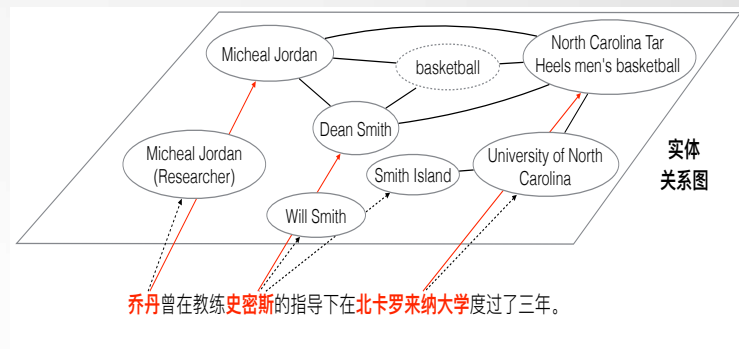 Micheal Jordan
basketball
North Carolina Tar
Heels men's basketball
Dean Smith
Micheal Jordan
(Researcher)
Smith Island
University of North
Carolina
Will Smith
实体
关系图
乔丹曾在教练史密斯的指导下在北卡罗来纳大学度过了三年。